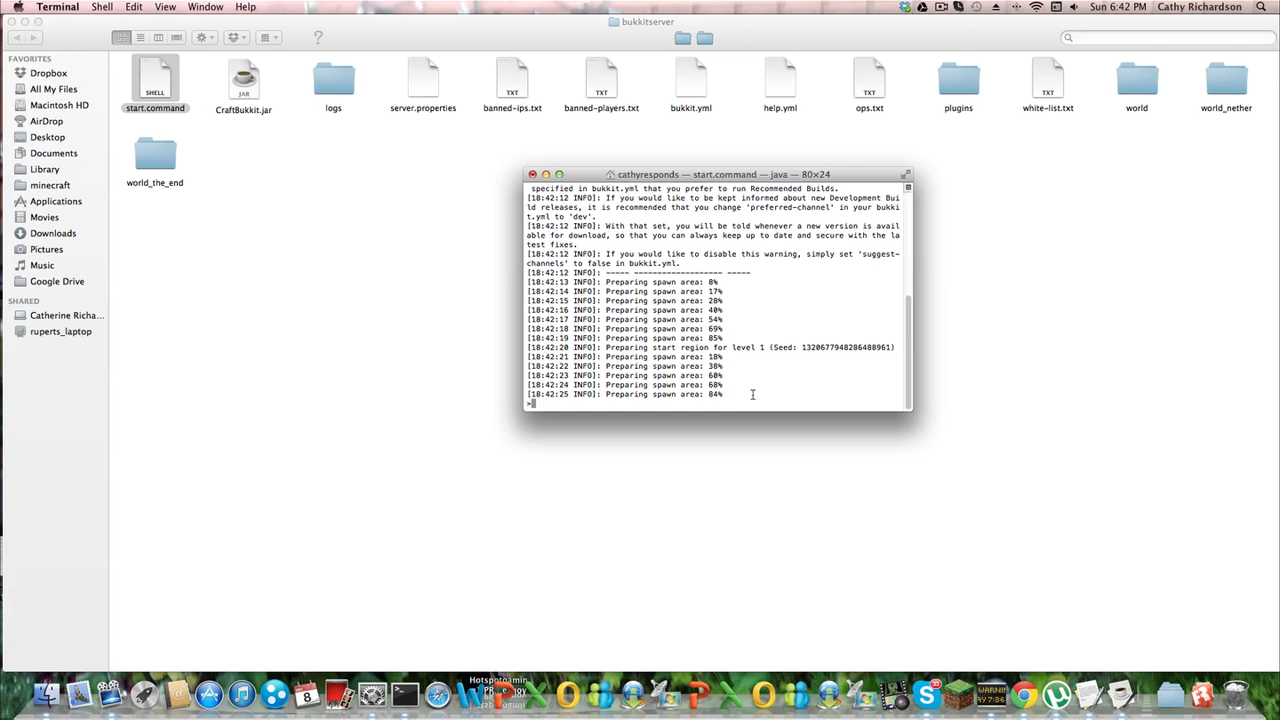 Terminal Shell Edit View Window Help
Sun 6:42 PM Cathy Richardson
bukkitserver
FAVORITES
Dropbox
All My Files
Macintosh HD
AirDrop
Desktop
Documents
Library
minecraft
Applications
Movies
Downloads
Pictures
Music
Google Drive
SHARED
Catherine Richa...
ruperts_laptop
SHELL
JAR
TXT
TXT
TXT
TXT
start.command CraftBukkit.jar logs server.properties banned-ips.txt banned-players.txt bukkit.yml help.yml ops.txt plugins white-list.txt world world_nether
world_the_end
cathyresponds — start.command — java — 80×24
specified in bukkit.yml that you prefer to run Recommended Builds.
[18:42:12 INFO]: If you would like to be kept informed about new Development Bui
ld releases, it is recommended that you change 'preferred-channel' in your bukki
t.yml to 'dev'.
[18:42:12 INFO]: With that set, you will be told whenever a new version is avai
able for download, so that you can always keep up to date and secure with the la
test fixes.
[18:42:12 INFO]: If you would like to disable this warning, simply set 'suggest-
channels' to false in bukkit.yml.
[18:42:12 INFO]: ----- ------------------- -----
[18:42:13 INFO]: Preparing spawn area: 8%
[18:42:14 INFO]: Preparing spawn area: 17%
[18:42:15 INFO]: Preparing spawn area: 28%
[18:42:16 INFO]: Preparing spawn area: 40%
[18:42:17 INFO]: Preparing spawn area: 54%
[18:42:18 INFO]: Preparing spawn area: 69%
[18:42:19 INFO]: Preparing spawn area: 85%
[18:42:20 INFO]: Preparing start region for level 1 (Seed: 1320677948286488961)
[18:42:21 INFO]: Preparing spawn area: 18%
[18:42:22 INFO]: Preparing spawn area: 38%
[18:42:23 INFO]: Preparing spawn area: 60%
[18:42:24 INFO]: Preparing spawn area: 68%
[18:42:25 INFO]: Preparing spawn area: 84%
>